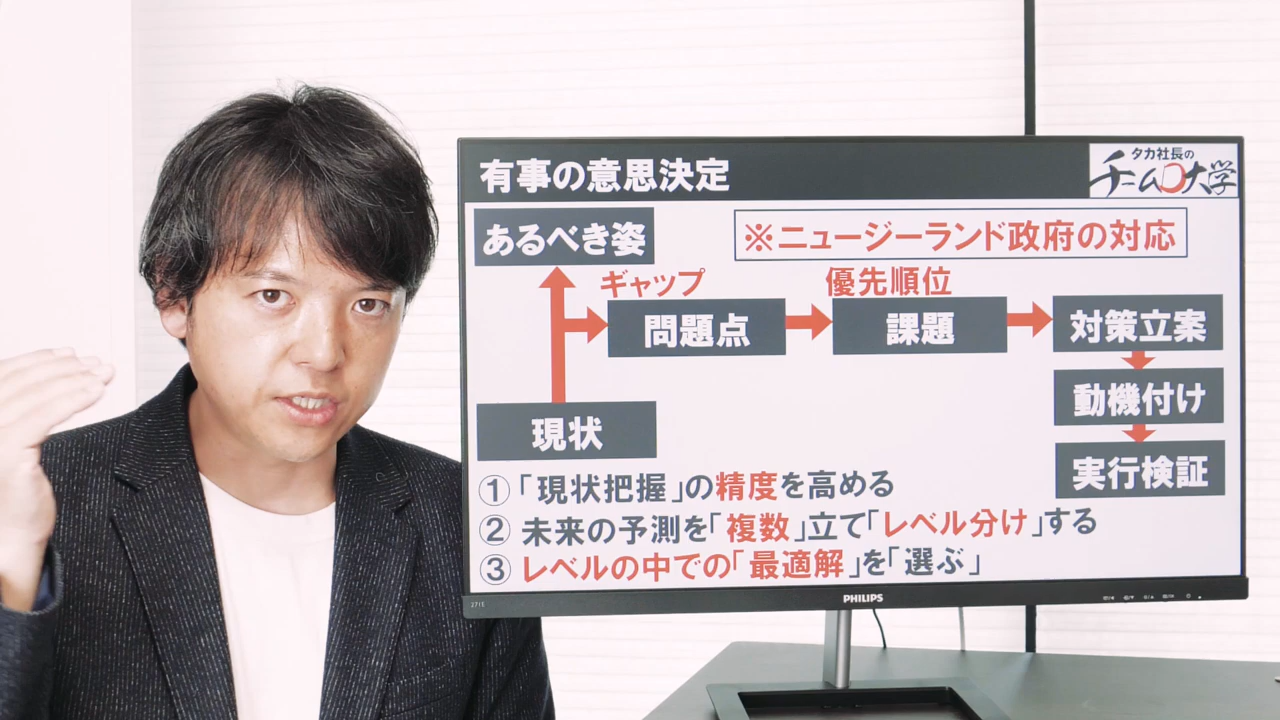 有事の意思決定
タカ社長の
チームD大学
あるべき姿
※ニュージーランド政府の対応
ギャップ
優先順位
問題点
課題
対策立案
動機付け
現状
実行検証
①「現状把握」の精度を高める
②未来の予測を「複数」立て「レベル分け」する
③レベルの中での「最適解」を「選ぶ」
271E
PHILIPS